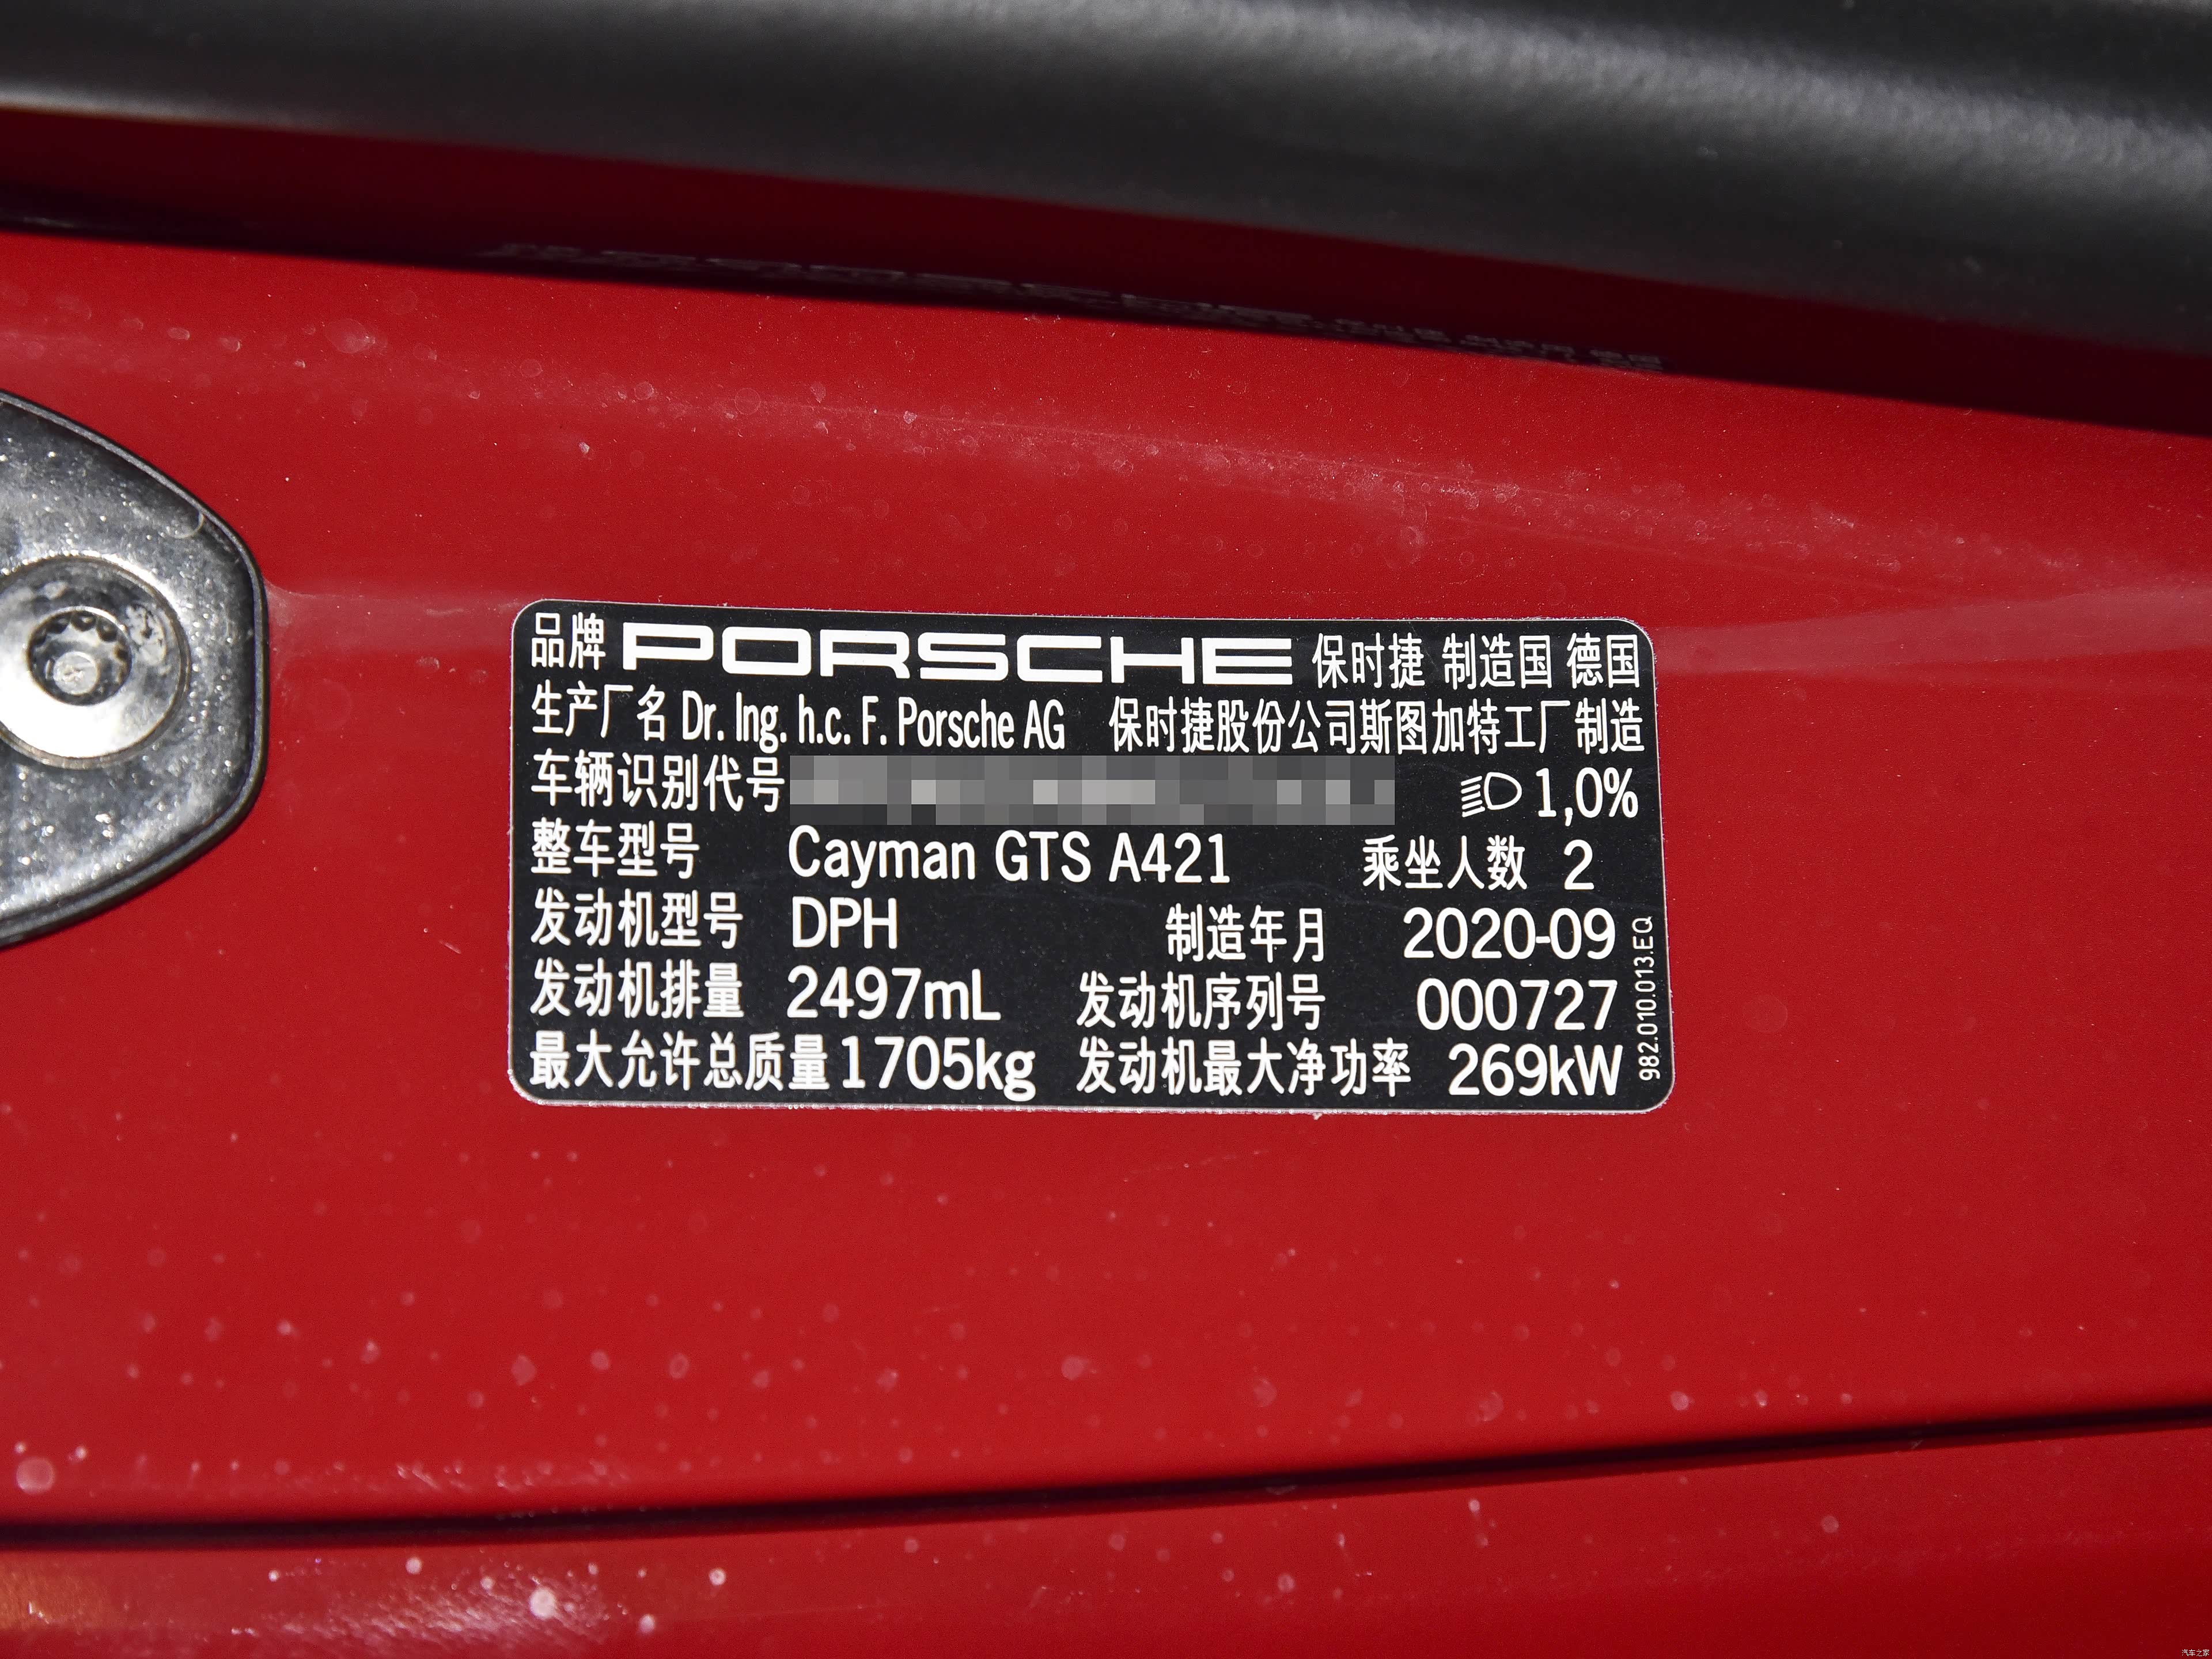 品牌 PORSCHE 保时捷 制造国 德国
生产厂名 Dr. Ing. h.c. F. Porsche AG 保时捷股份公司斯图加特工厂制造
车辆识别代号 1,0%
整车型号 Cayman GTS A421 乘坐人数 2
发动机型号 DPH 制造年月 2020-09
发动机排量 2497mL 发动机序列号 000727
最大允许总质量 1705kg 发动机最大净功率 269kW
982.010.013.EQ
汽车之家